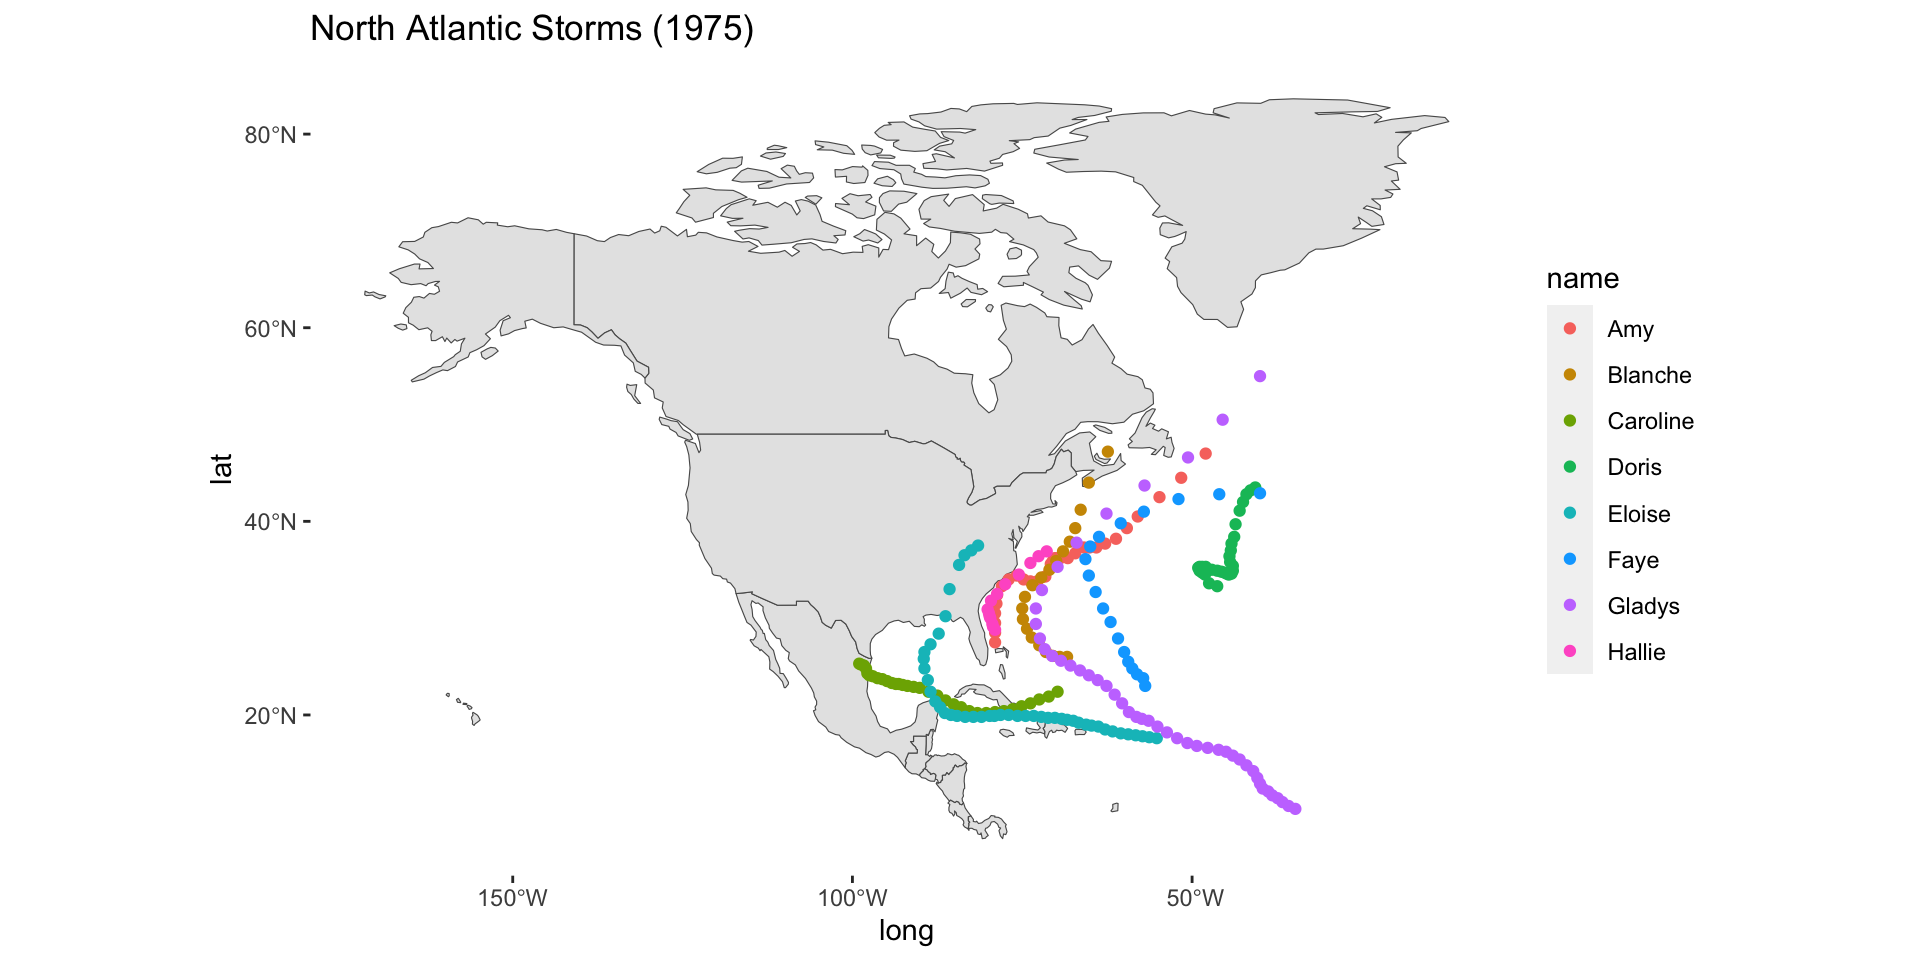 North Atlantic Storms (1975)
80°N
60°N
40°N
20°N
lat
150°W
100°W
50°W
long
name
Amy
Blanche
Caroline
Doris
Eloise
Faye
Gladys
Hallie